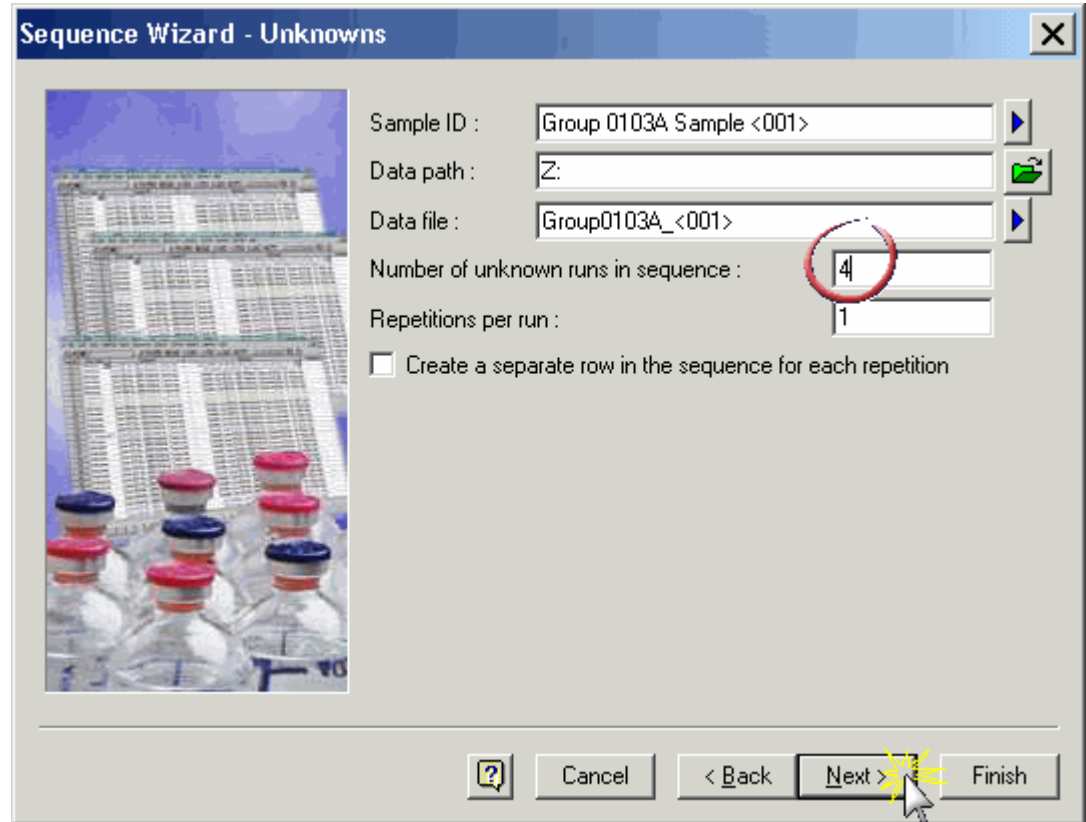 Sequence Wizard - Unknowns
Sample ID : Group 0103A Sample <001>
Data path : Z:
Data file : Group0103A_<001>
Number of unknown runs in sequence : 4
Repetitions per run : 1
Create a separate row in the sequence for each repetition
Cancel < Back Next > Finish